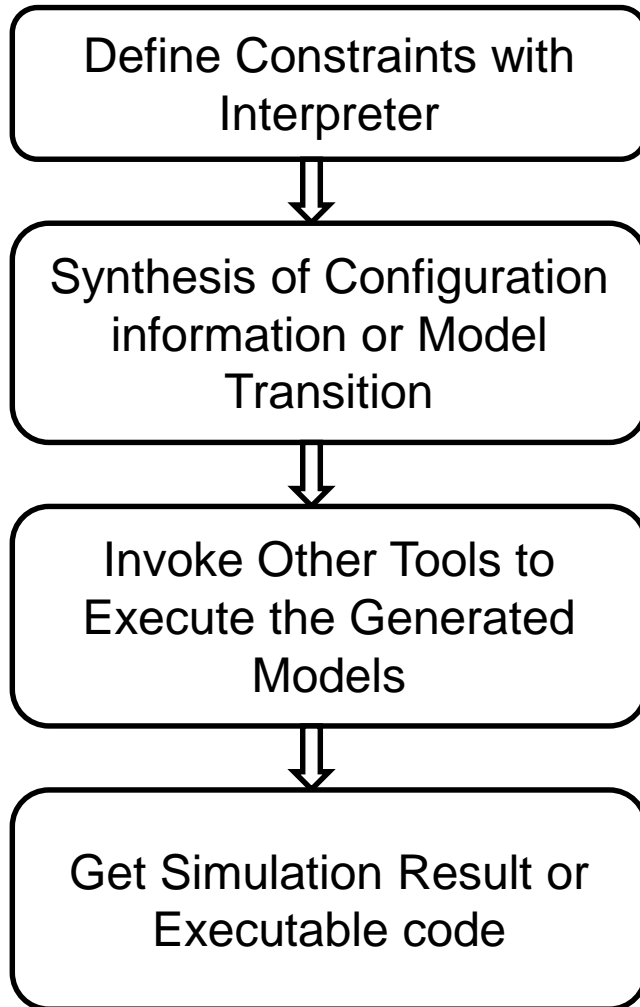 Define Constraints with
Interpreter
Synthesis of Configuration
information or Model
Transition
Invoke Other Tools to
Execute the Generated
Models
Get Simulation Result or
Executable code